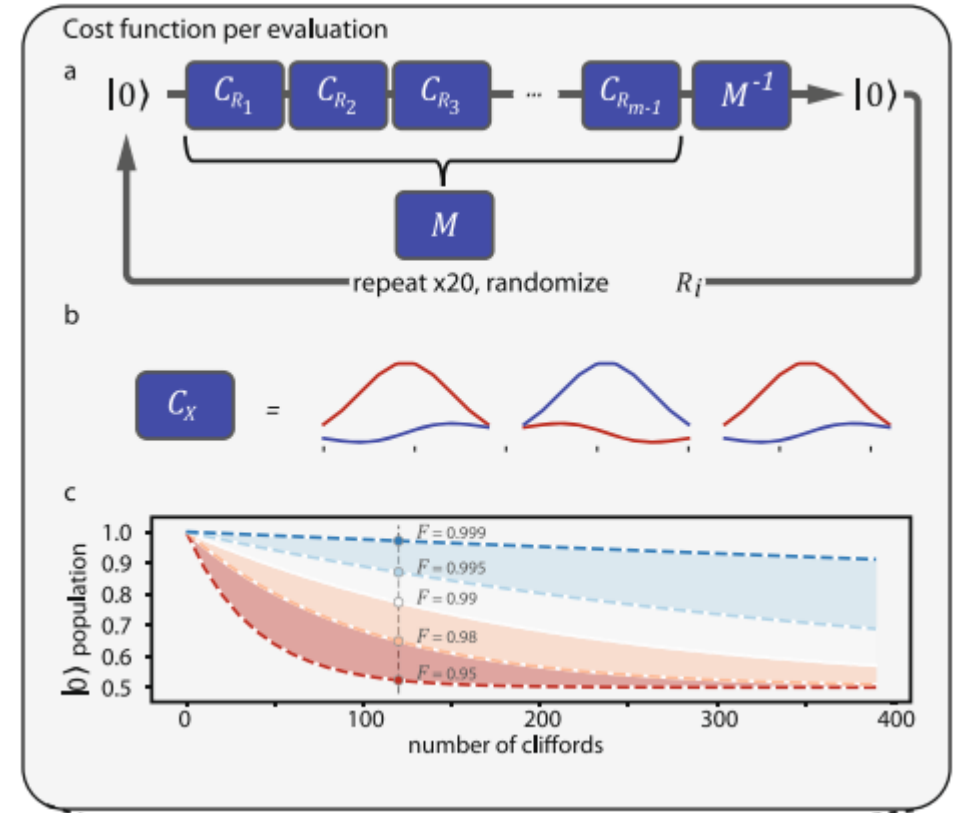 Cost function per evaluation
a
|0⟩ C_{R_1} C_{R_2} C_{R_3} ... C_{R_{m-1}} M^{-1} |0⟩
M
repeat x20, randomize R_i
b
C_X =
c
1.0
0.9
0.8
0.7
0.6
0.5
|0⟩ population
F = 0.999
F = 0.995
F = 0.99
F = 0.98
F = 0.95
0 100 200 300 400
number of cliffords